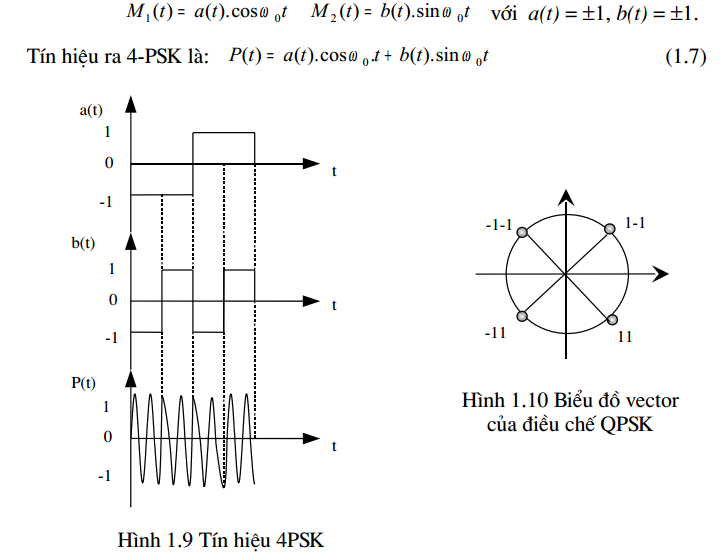 M₁(t) = a(t).cosω₀t   M₂(t) = b(t).sinω₀t   với a(t) = ±1, b(t) = ±1.
Tín hiệu ra 4-PSK là:   P(t) = a(t).cosω₀.t + b(t).sinω₀t   (1.7)
a(t)
1
0
t
-1
b(t)
1
0
t
-1
P(t)
1
0
t
-1
Hình 1.9 Tín hiệu 4PSK
-1-1
1-1
-11
11
Hình 1.10 Biểu đồ vector
của điều chế QPSK